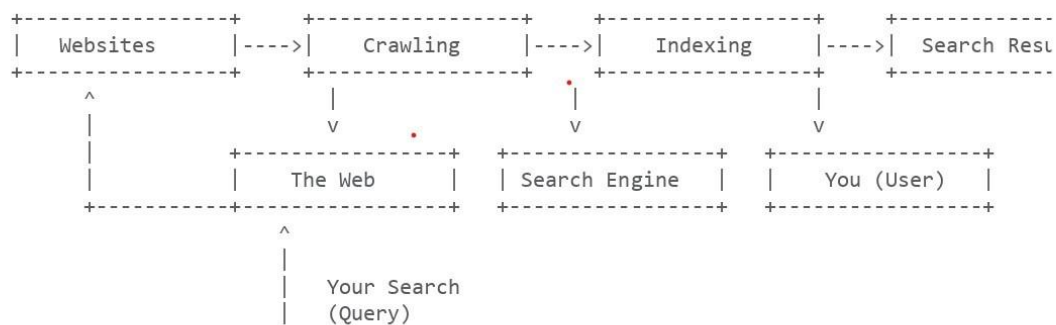 Websites Crawling Indexing Search Resu
The Web Search Engine You (User)
Your Search
(Query)